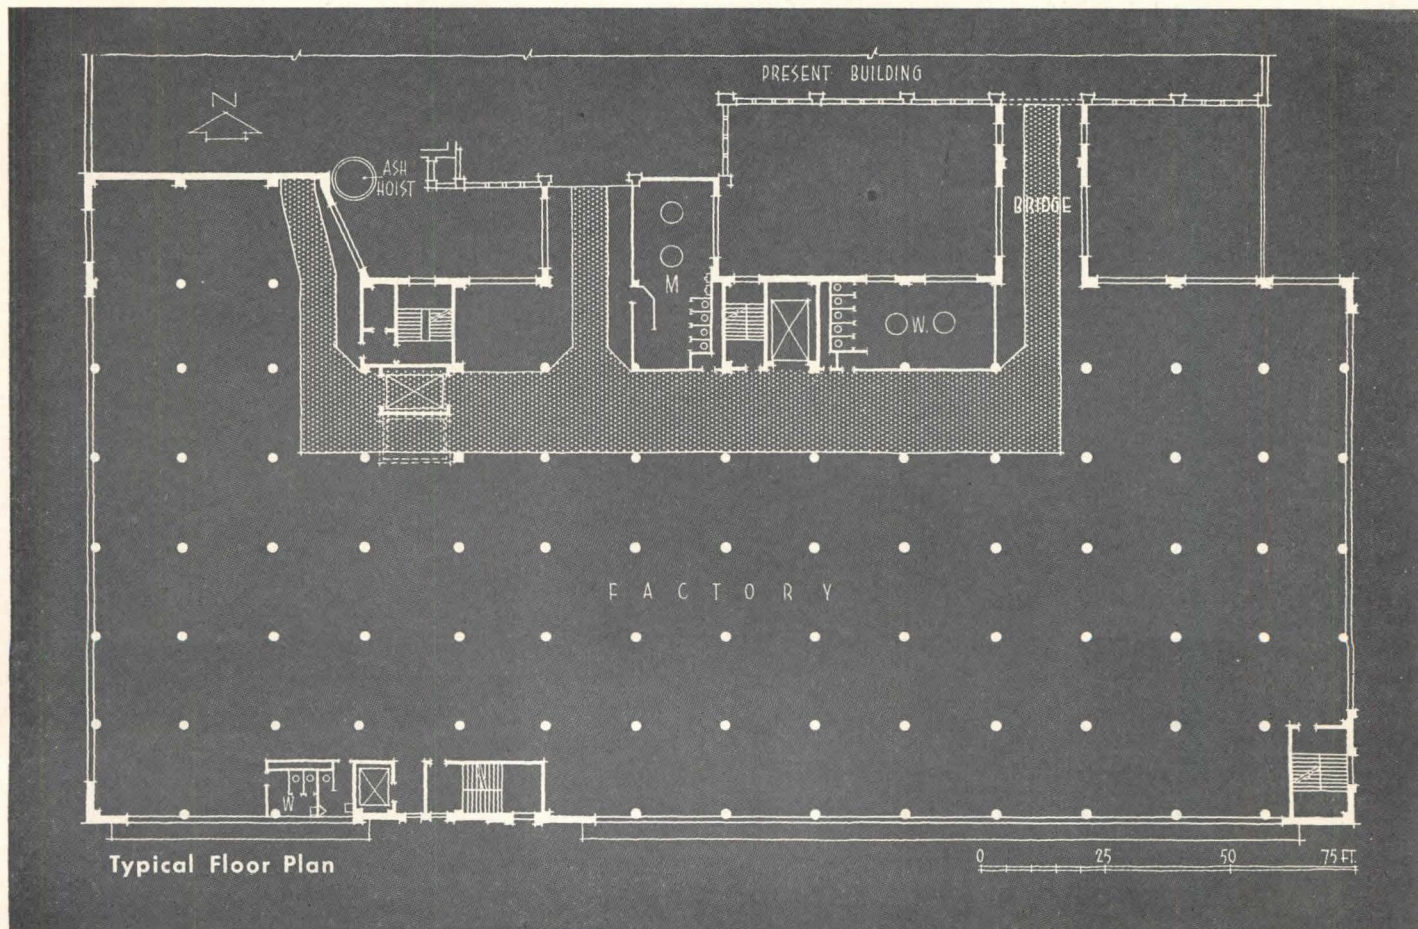 PRESENT BUILDING
N
ASH
HOIST
BRIDGE
M
W.
FACTORY
W
Typical Floor Plan
0 25 50 75 FT.